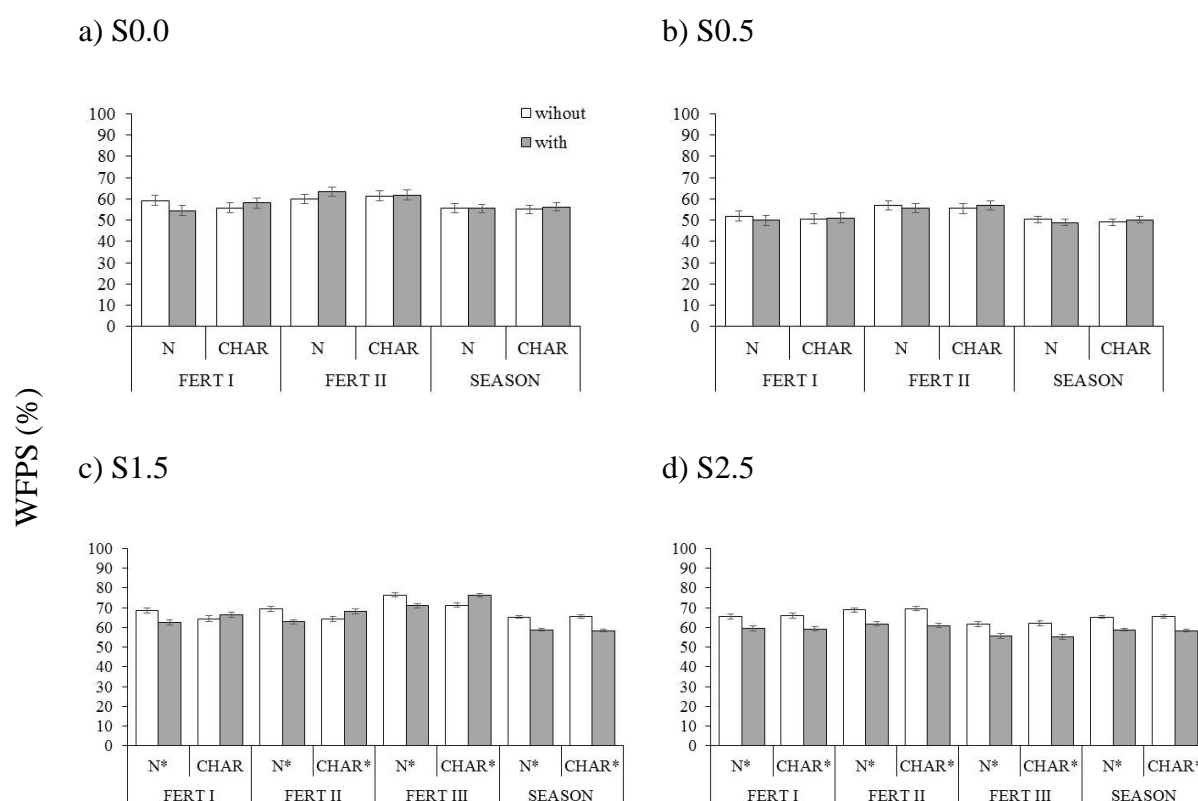 a) S0.0
b) S0.5
100
90
80
70
60
50
40
30
20
10
0
wihout
with
N CHAR N CHAR N CHAR
FERT I FERT II SEASON
100
90
80
70
60
50
40
30
20
10
0
N CHAR N CHAR N CHAR
FERT I FERT II SEASON
WFPS (%)
c) S1.5
d) S2.5
100
90
80
70
60
50
40
30
20
10
0
N* CHAR N* CHAR* N* CHAR* N* CHAR*
FERT I FERT II FERT III SEASON
100
90
80
70
60
50
40
30
20
10
0
N* CHAR* N* CHAR* N* CHAR* N* CHAR*
FERT I FERT II FERT III SEASON